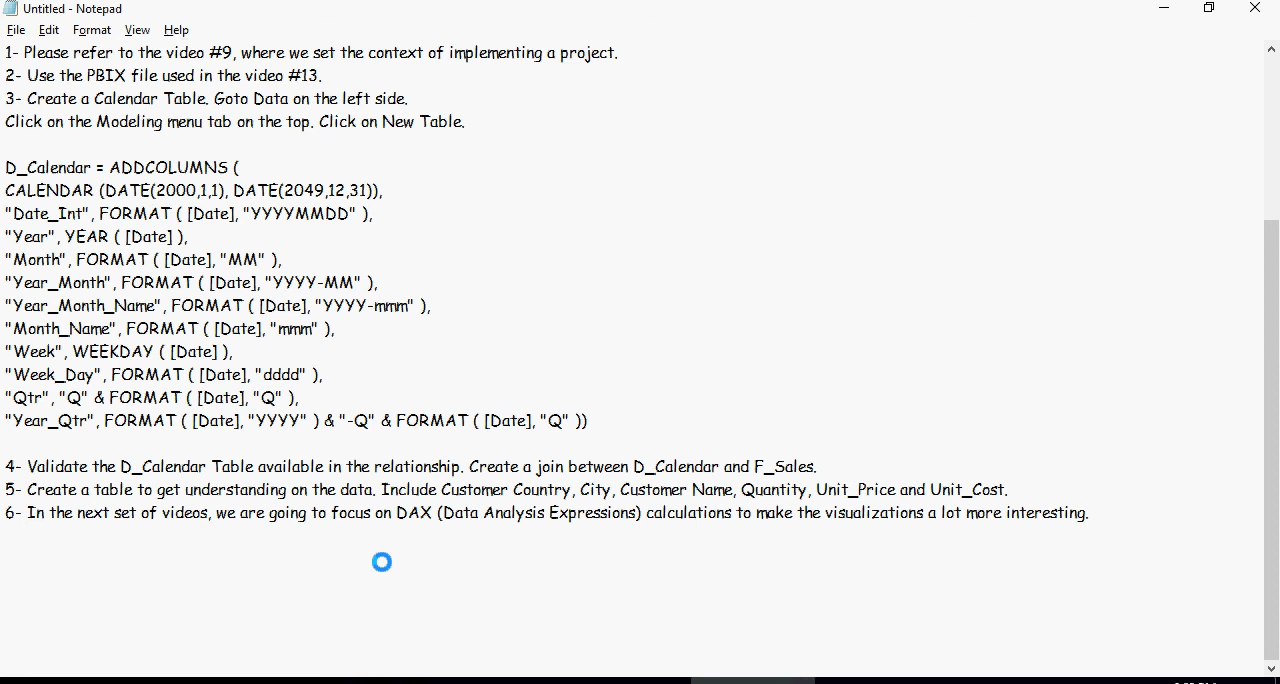 Untitled - Notepad
File Edit Format View Help
1- Please refer to the video #9, where we set the context of implementing a project.
2- Use the PBIX file used in the video #13.
3- Create a Calendar Table. Goto Data on the left side.
Click on the Modeling menu tab on the top. Click on New Table.
D_Calendar = ADDCOLUMNS (
CALENDAR (DATE(2000,1,1), DATE(2049,12,31)),
"Date_Int", FORMAT ( [Date], "YYYYMMDD" ),
"Year", YEAR ( [Date] ),
"Month", FORMAT ( [Date], "MM" ),
"Year_Month", FORMAT ( [Date], "YYYY-MM" ),
"Year_Month_Name", FORMAT ( [Date], "YYYY-mmm" ),
"Month_Name", FORMAT ( [Date], "mmm" ),
"Week", WEEKDAY ( [Date] ),
"Week_Day", FORMAT ( [Date], "dddd" ),
"Qtr", "Q" & FORMAT ( [Date], "Q" ),
"Year_Qtr", FORMAT ( [Date], "YYYY" ) & "-Q" & FORMAT ( [Date], "Q" ))
4- Validate the D_Calendar Table available in the relationship. Create a join between D_Calendar and F_Sales.
5- Create a table to get understanding on the data. Include Customer Country, City, Customer Name, Quantity, Unit_Price and Unit_Cost.
6- In the next set of videos, we are going to focus on DAX (Data Analysis Expressions) calculations to make the visualizations a lot more interesting.